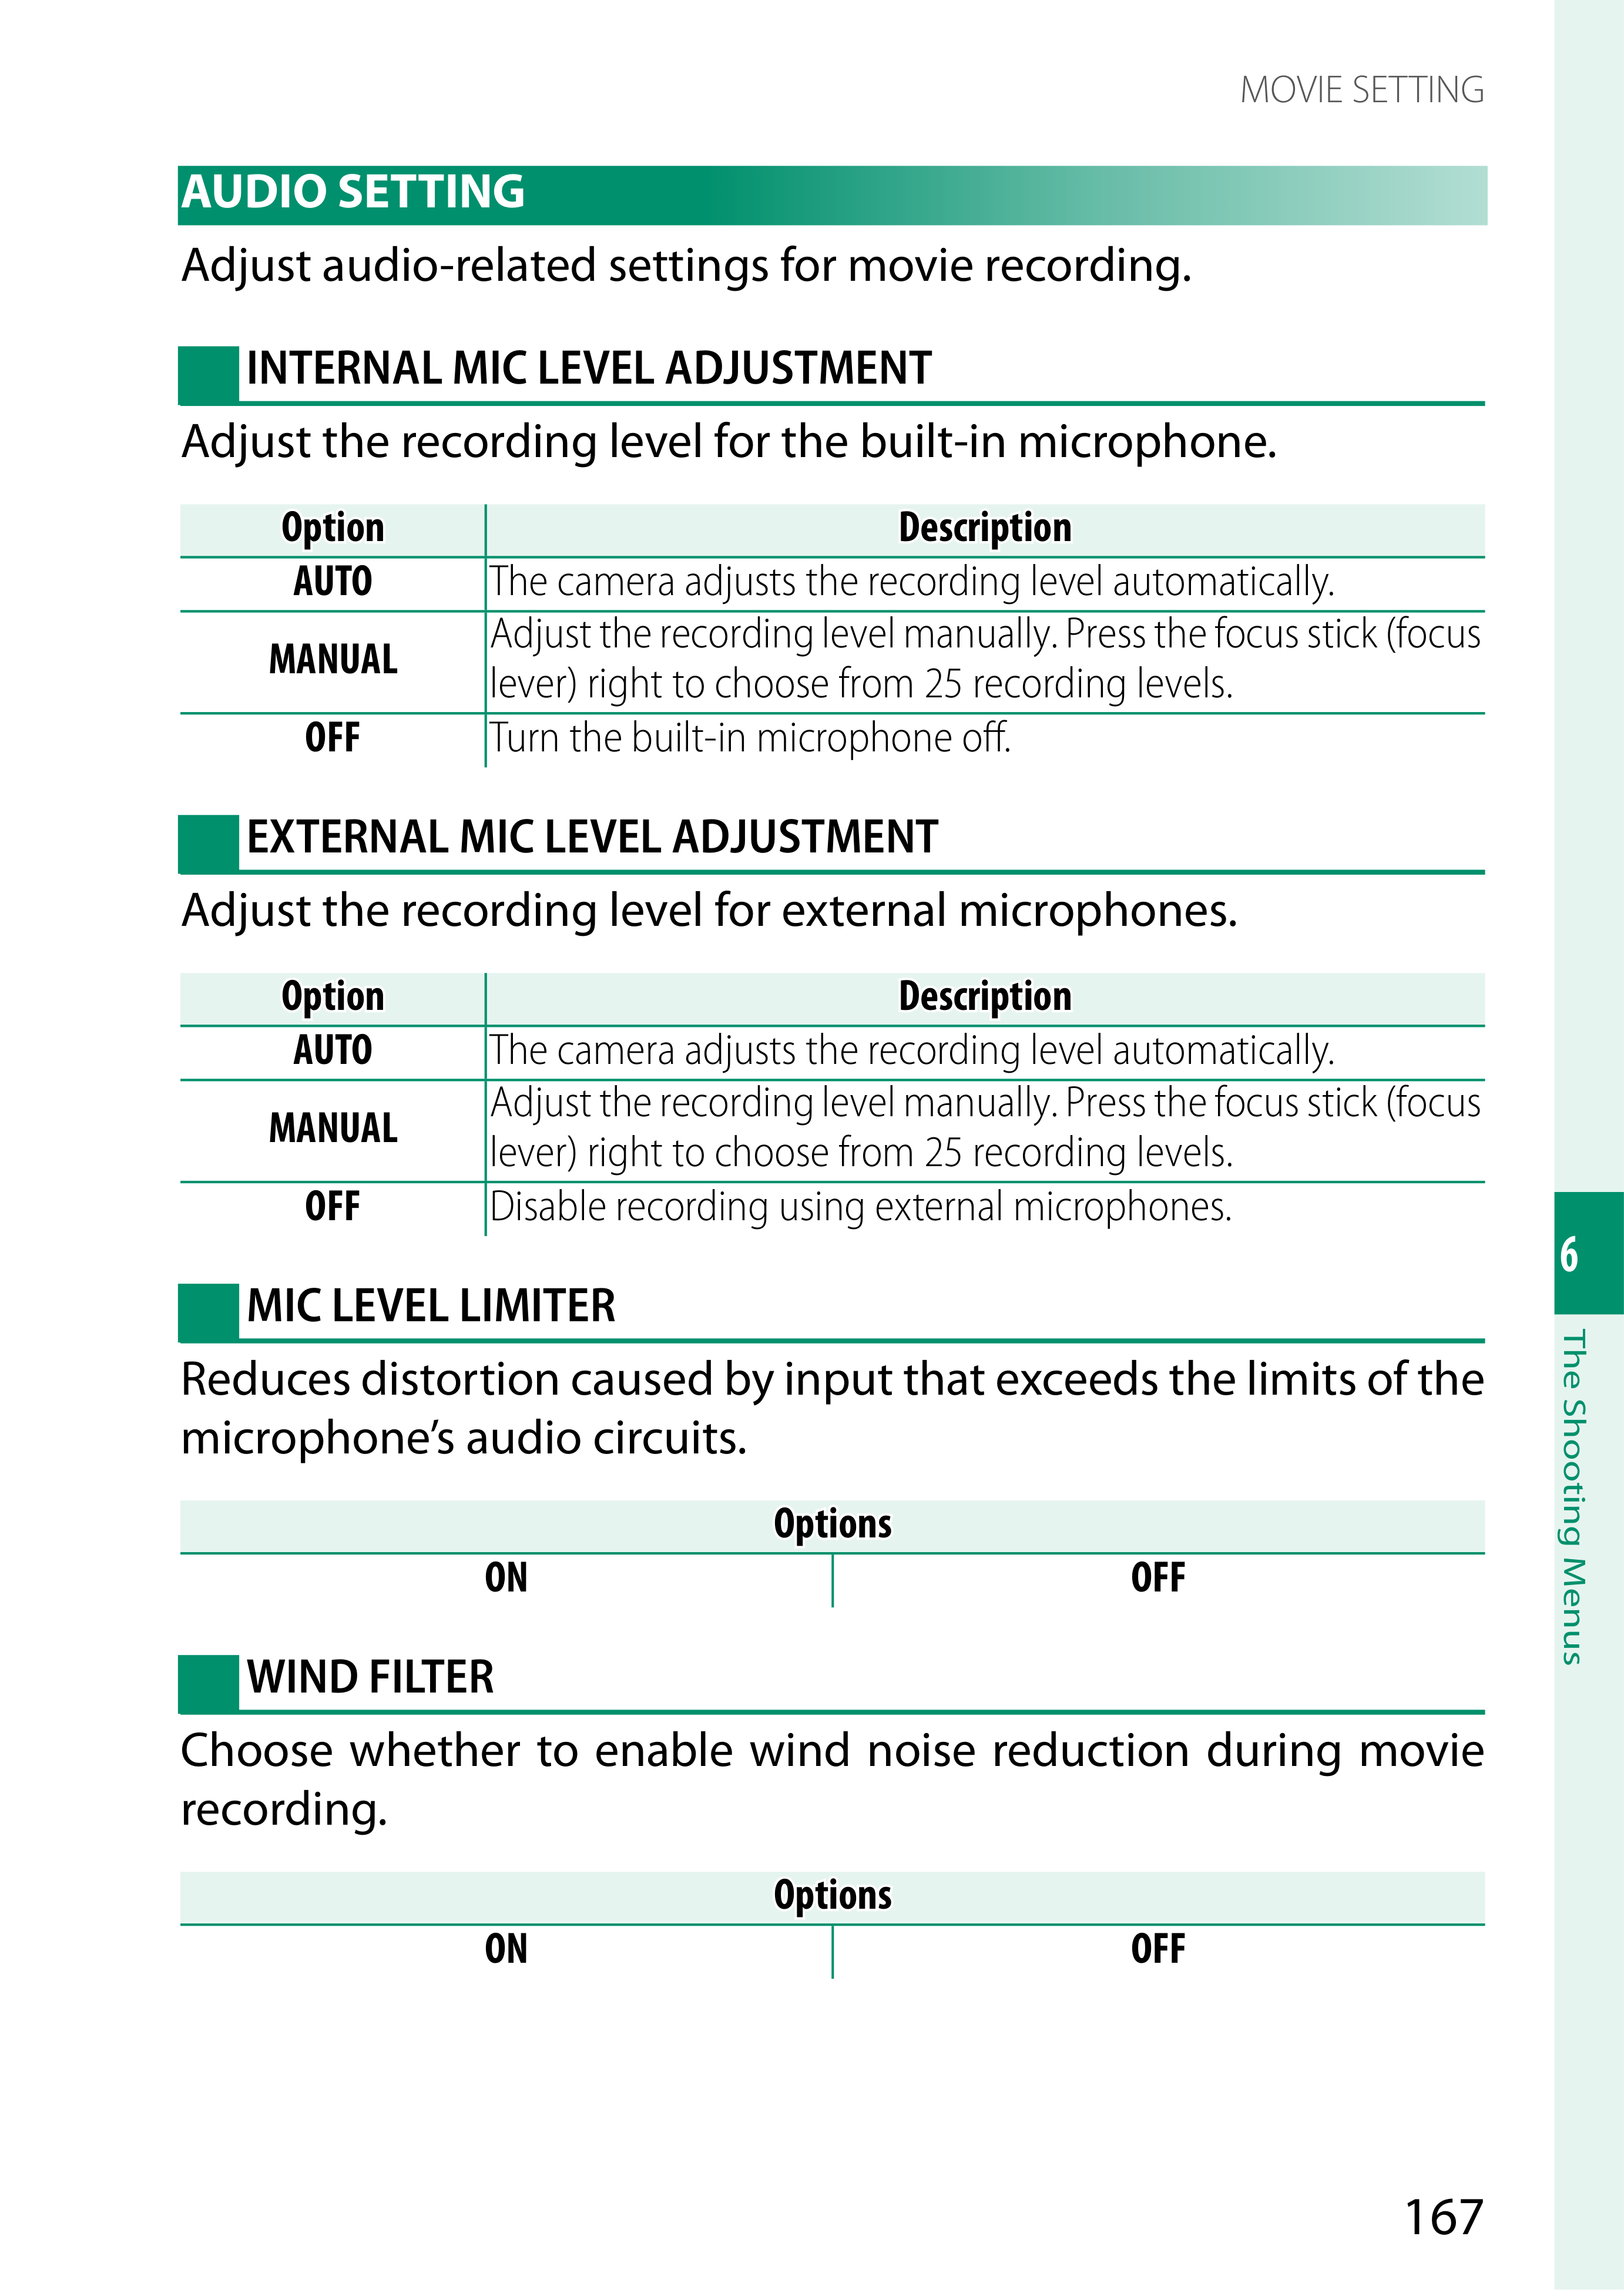 MOVIE SETTING
AUDIO SETTING
Adjust audio-related settings for movie recording.
INTERNAL MIC LEVEL ADJUSTMENT
Adjust the recording level for the built-in microphone.
Option Description
AUTO The camera adjusts the recording level automatically.
MANUAL Adjust the recording level manually. Press the focus stick (focus
lever) right to choose from 25 recording levels.
OFF Turn the built-in microphone off.
EXTERNAL MIC LEVEL ADJUSTMENT
Adjust the recording level for external microphones.
Option Description
AUTO The camera adjusts the recording level automatically.
MANUAL Adjust the recording level manually. Press the focus stick (focus
lever) right to choose from 25 recording levels.
OFF Disable recording using external microphones.
MIC LEVEL LIMITER
Reduces distortion caused by input that exceeds the limits of the
microphone’s audio circuits.
Options
ON OFF
WIND FILTER
Choose whether to enable wind noise reduction during movie
recording.
Options
ON OFF
6
The Shooting Menus
167